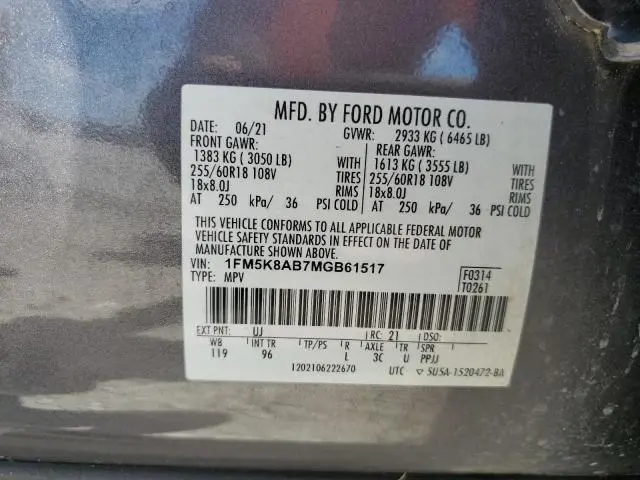 MFD. BY FORD MOTOR CO.
DATE: 06/21 GVWR: 2933 KG ( 6465 LB)
FRONT GAWR: REAR GAWR:
1383 KG ( 3050 LB) WITH 1613 KG ( 3555 LB) WITH
255/60R18 108V TIRES 255/60R18 108V TIRES
18x8.0J RIMS 18x8.0J RIMS
AT 250 kPa/ 36 PSI COLD AT 250 kPa/ 36 PSI COLD
THIS VEHICLE CONFORMS TO ALL APPLICABLE FEDERAL MOTOR
VEHICLE SAFETY STANDARDS IN EFFECT ON THE DATE OF
MANUFACTURE SHOWN ABOVE.
VIN: 1FM5K8AB7MGB61517 F0314
TYPE: MPV T0261
EXT PNT: UJ RC: 21 DSO:
WB INT TR TP/PS R AXLE TR SPR
119 96 L 3C U PPJJ
1202106222670 UTC ▽ 5U5A-1520472-BA